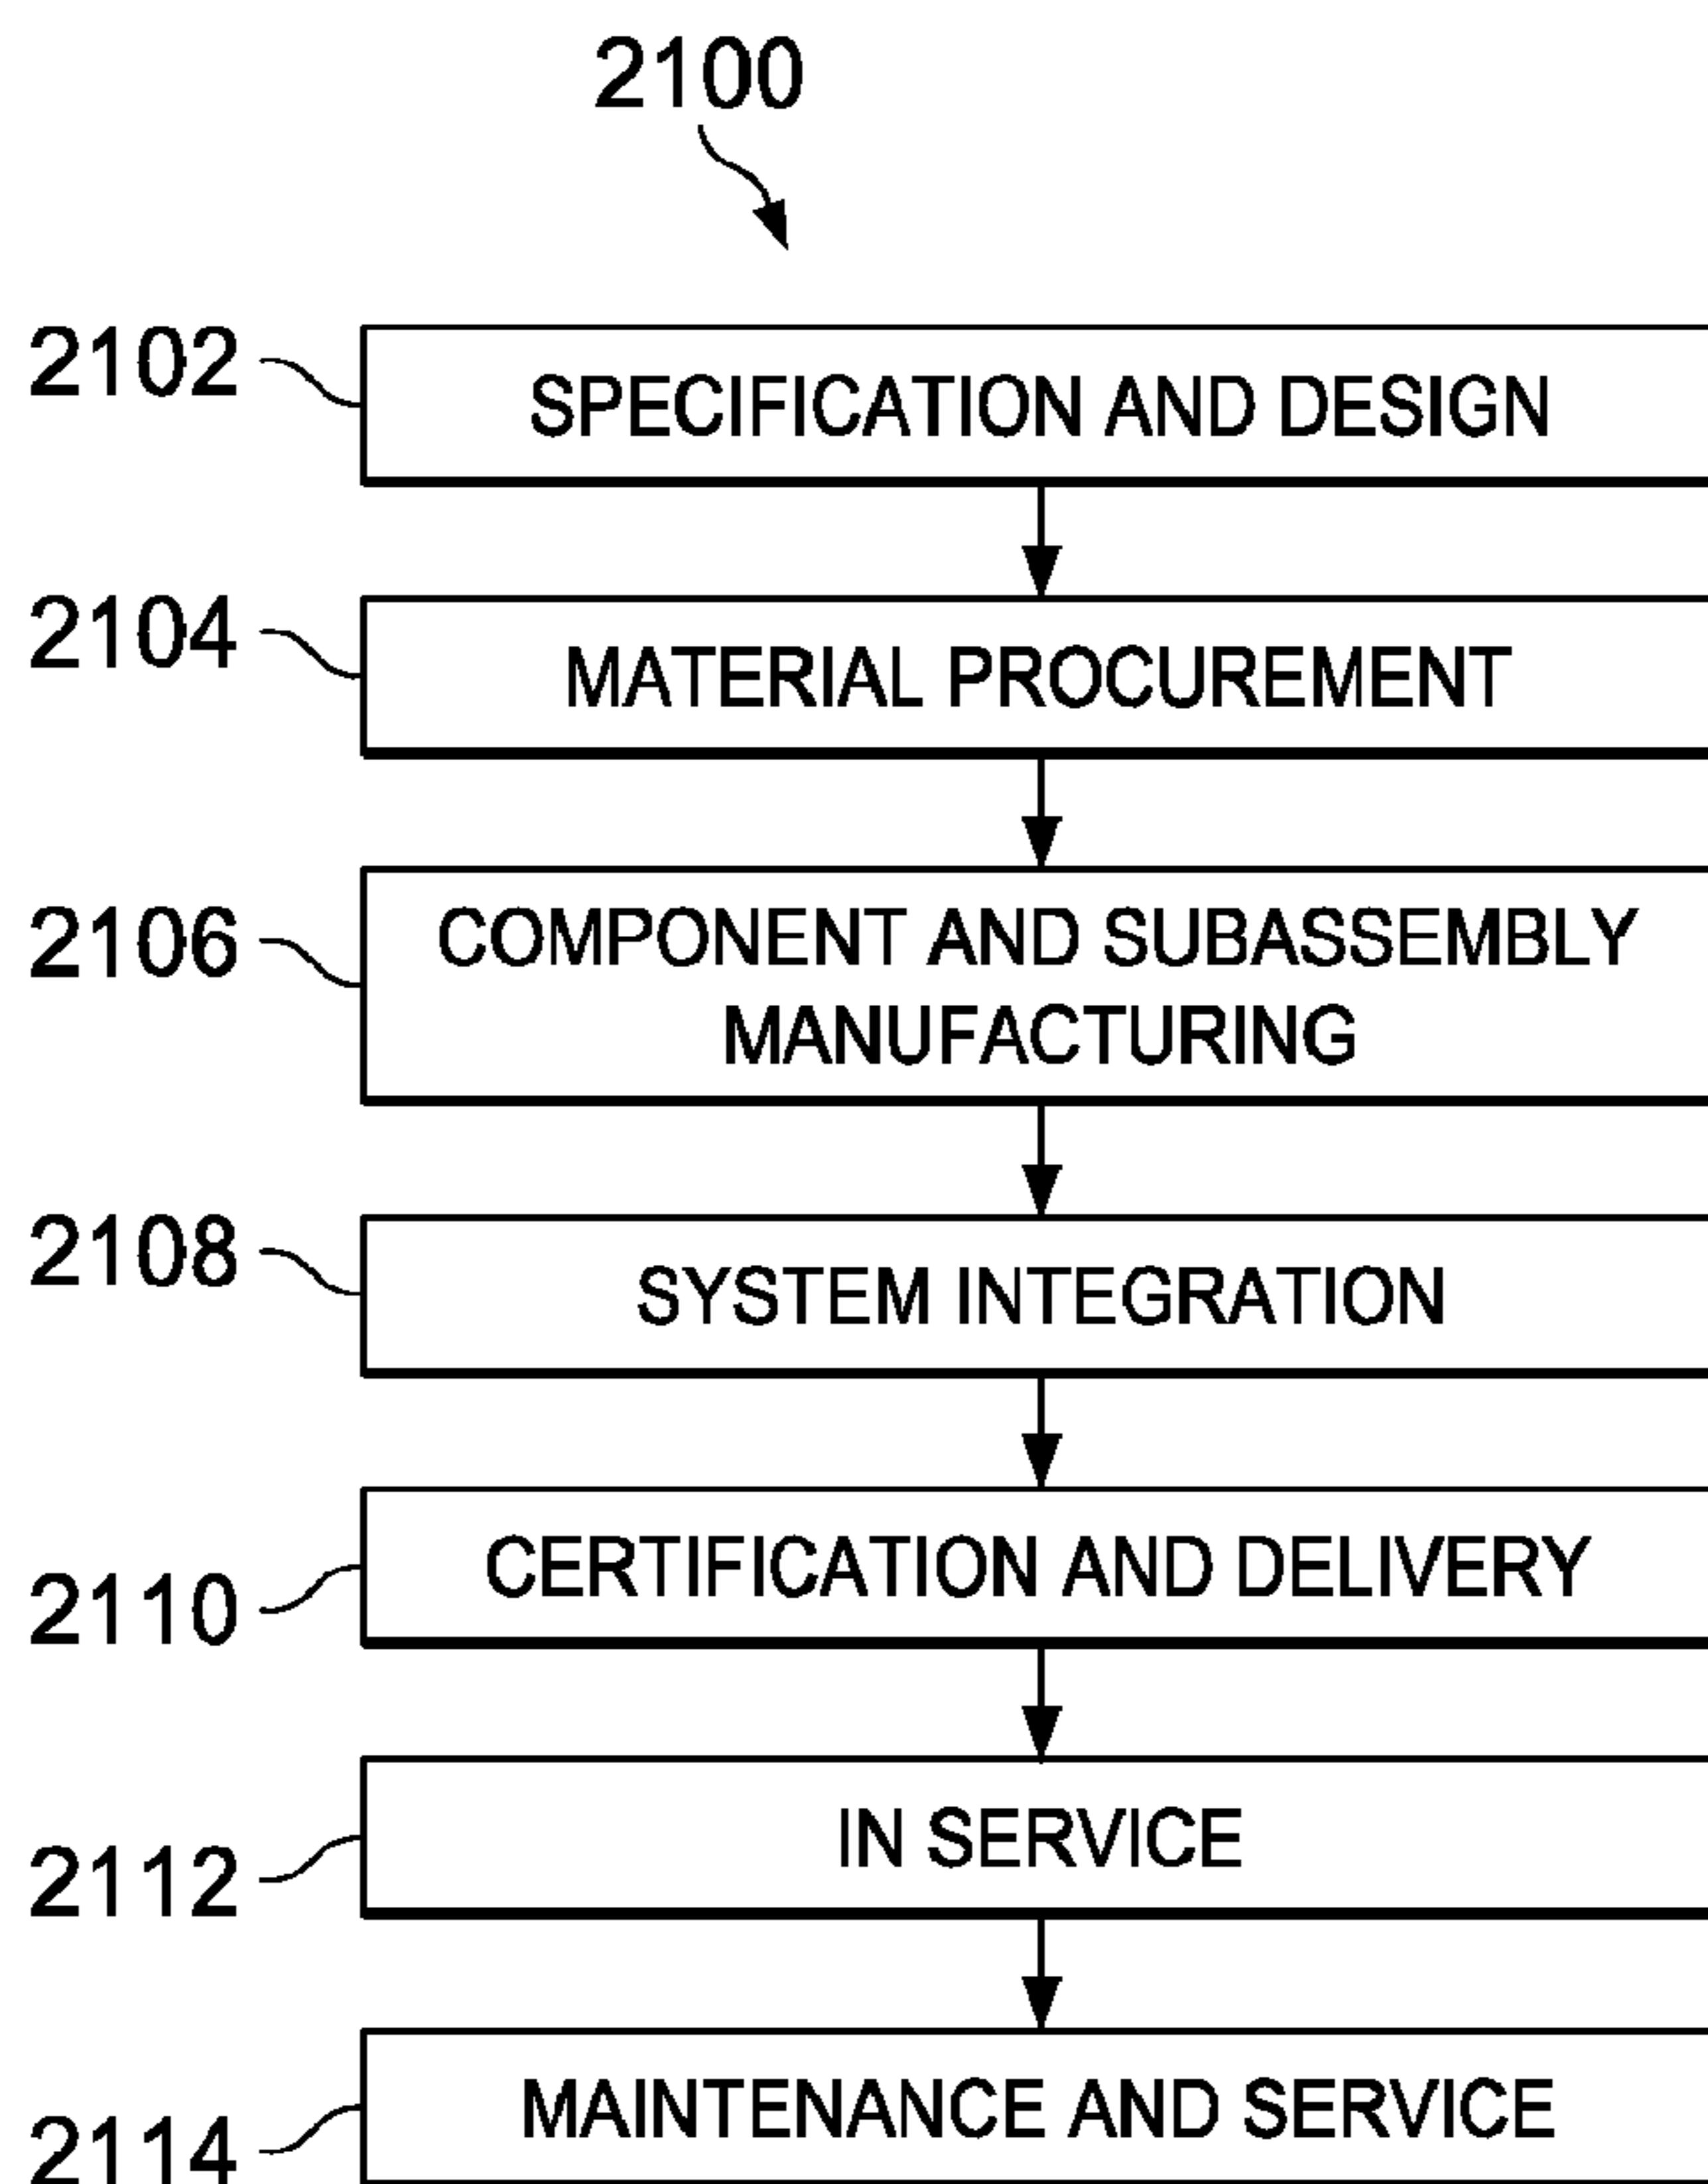 2100
2102
SPECIFICATION AND DESIGN
2104
MATERIAL PROCUREMENT
2106
COMPONENT AND SUBASSEMBLY
MANUFACTURING
2108
SYSTEM INTEGRATION
2110
CERTIFICATION AND DELIVERY
2112
IN SERVICE
2114
MAINTENANCE AND SERVICE